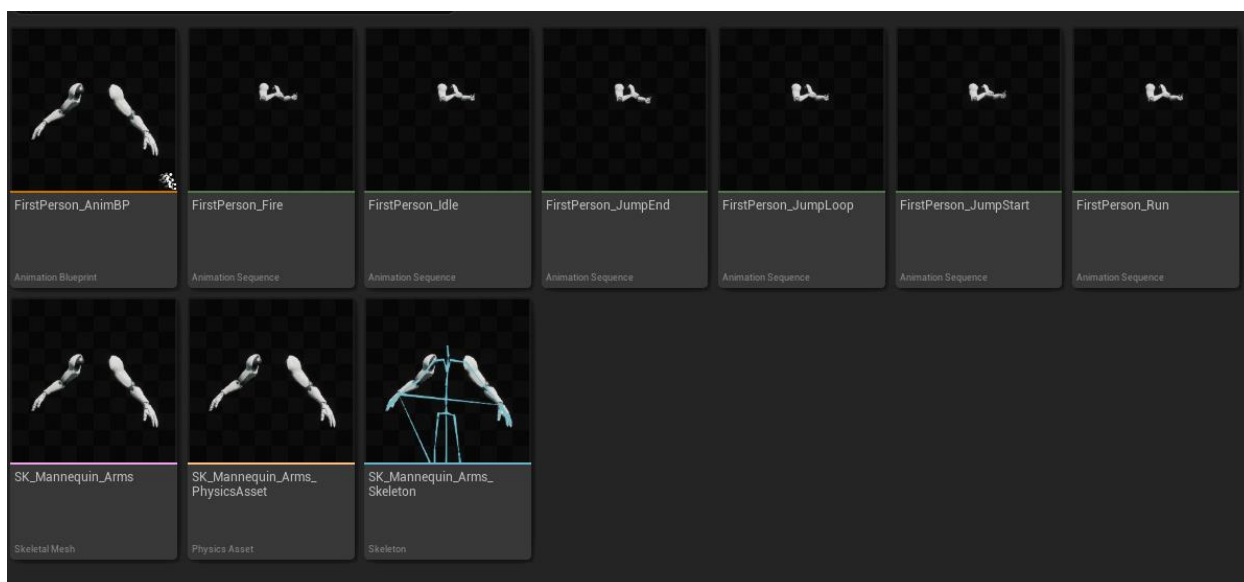 FirstPerson_AnimBP
Animation Blueprint
FirstPerson_Fire
Animation Sequence
FirstPerson_Idle
Animation Sequence
FirstPerson_JumpEnd
Animation Sequence
FirstPerson_JumpLoop
Animation Sequence
FirstPerson_JumpStart
Animation Sequence
FirstPerson_Run
Animation Sequence
SK_Mannequin_Arms
Skeletal Mesh
SK_Mannequin_Arms_
PhysicsAsset
Physics Asset
SK_Mannequin_Arms_
Skeleton
Skeleton